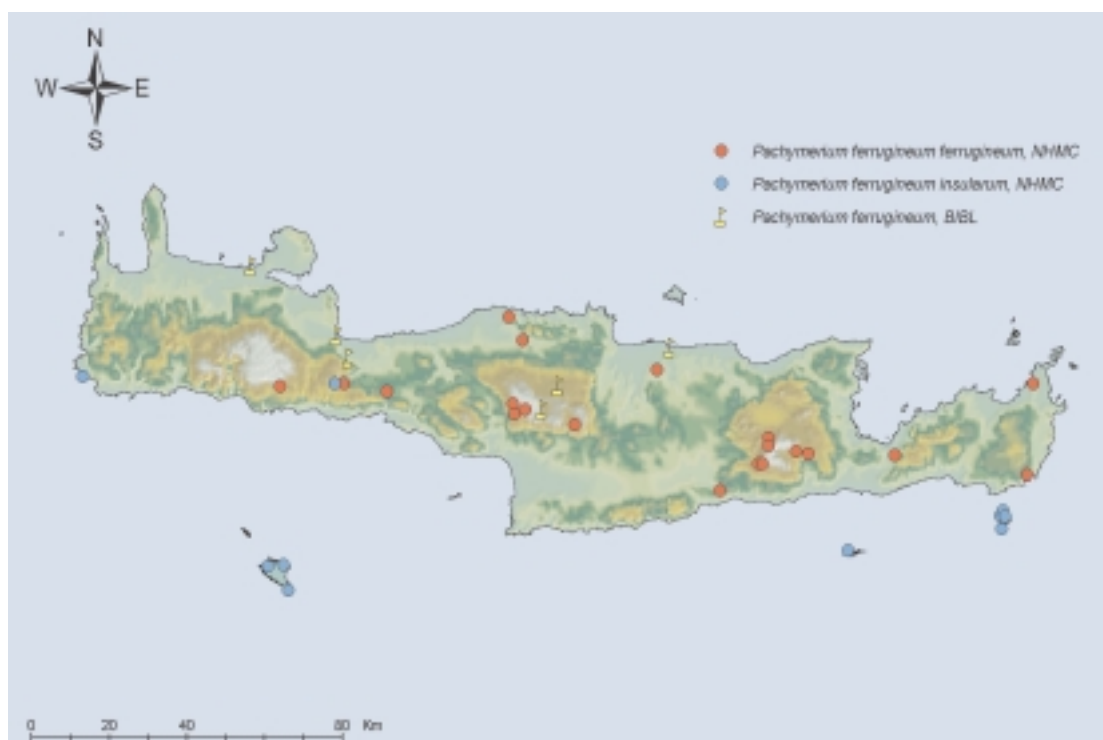 N
W E
S
Pachymerium ferrugineum ferrugineum, NHMC
Pachymerium ferrugineum insularum, NHMC
Pachymerium ferrugineum, BIBL
0 20 40 80 Km